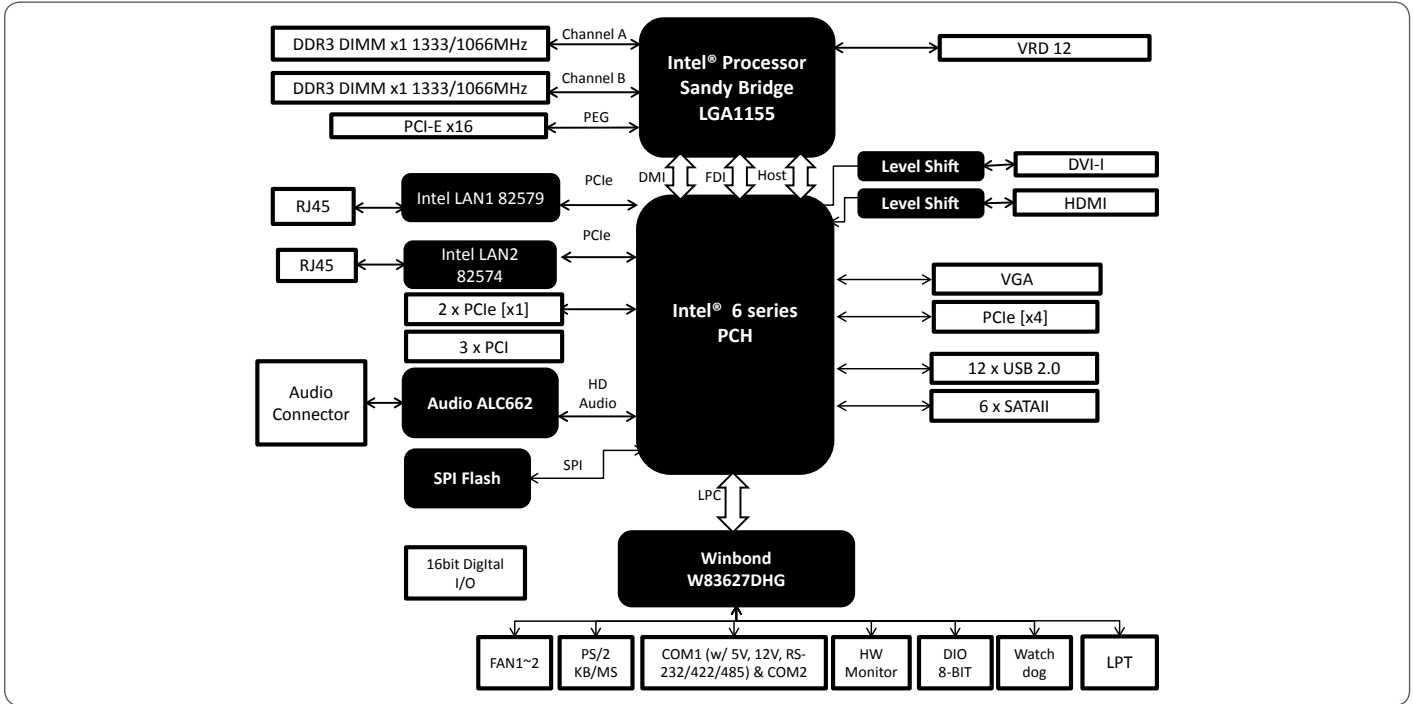 DDR3 DIMM x1 1333/1066MHz
Channel A
Intel® Processor
Sandy Bridge
LGA1155
VRD 12
DDR3 DIMM x1 1333/1066MHz
Channel B
PCI-E x16
PEG
DMI
FDI
Host
Level Shift
DVI-I
Level Shift
HDMI
RJ45
Intel LAN1 82579
PCIe
RJ45
Intel LAN2
82574
PCIe
Intel® 6 series
PCH
VGA
2 x PCIe [x1]
PCIe [x4]
3 x PCI
12 x USB 2.0
Audio
Connector
Audio ALC662
HD
Audio
6 x SATAII
SPI Flash
SPI
LPC
16bit DigItal
I/O
Winbond
W83627DHG
FAN1~2
PS/2
KB/MS
COM1 (w/ 5V, 12V, RS-
232/422/485) & COM2
HW
Monitor
DIO
8-BIT
Watch
dog
LPT